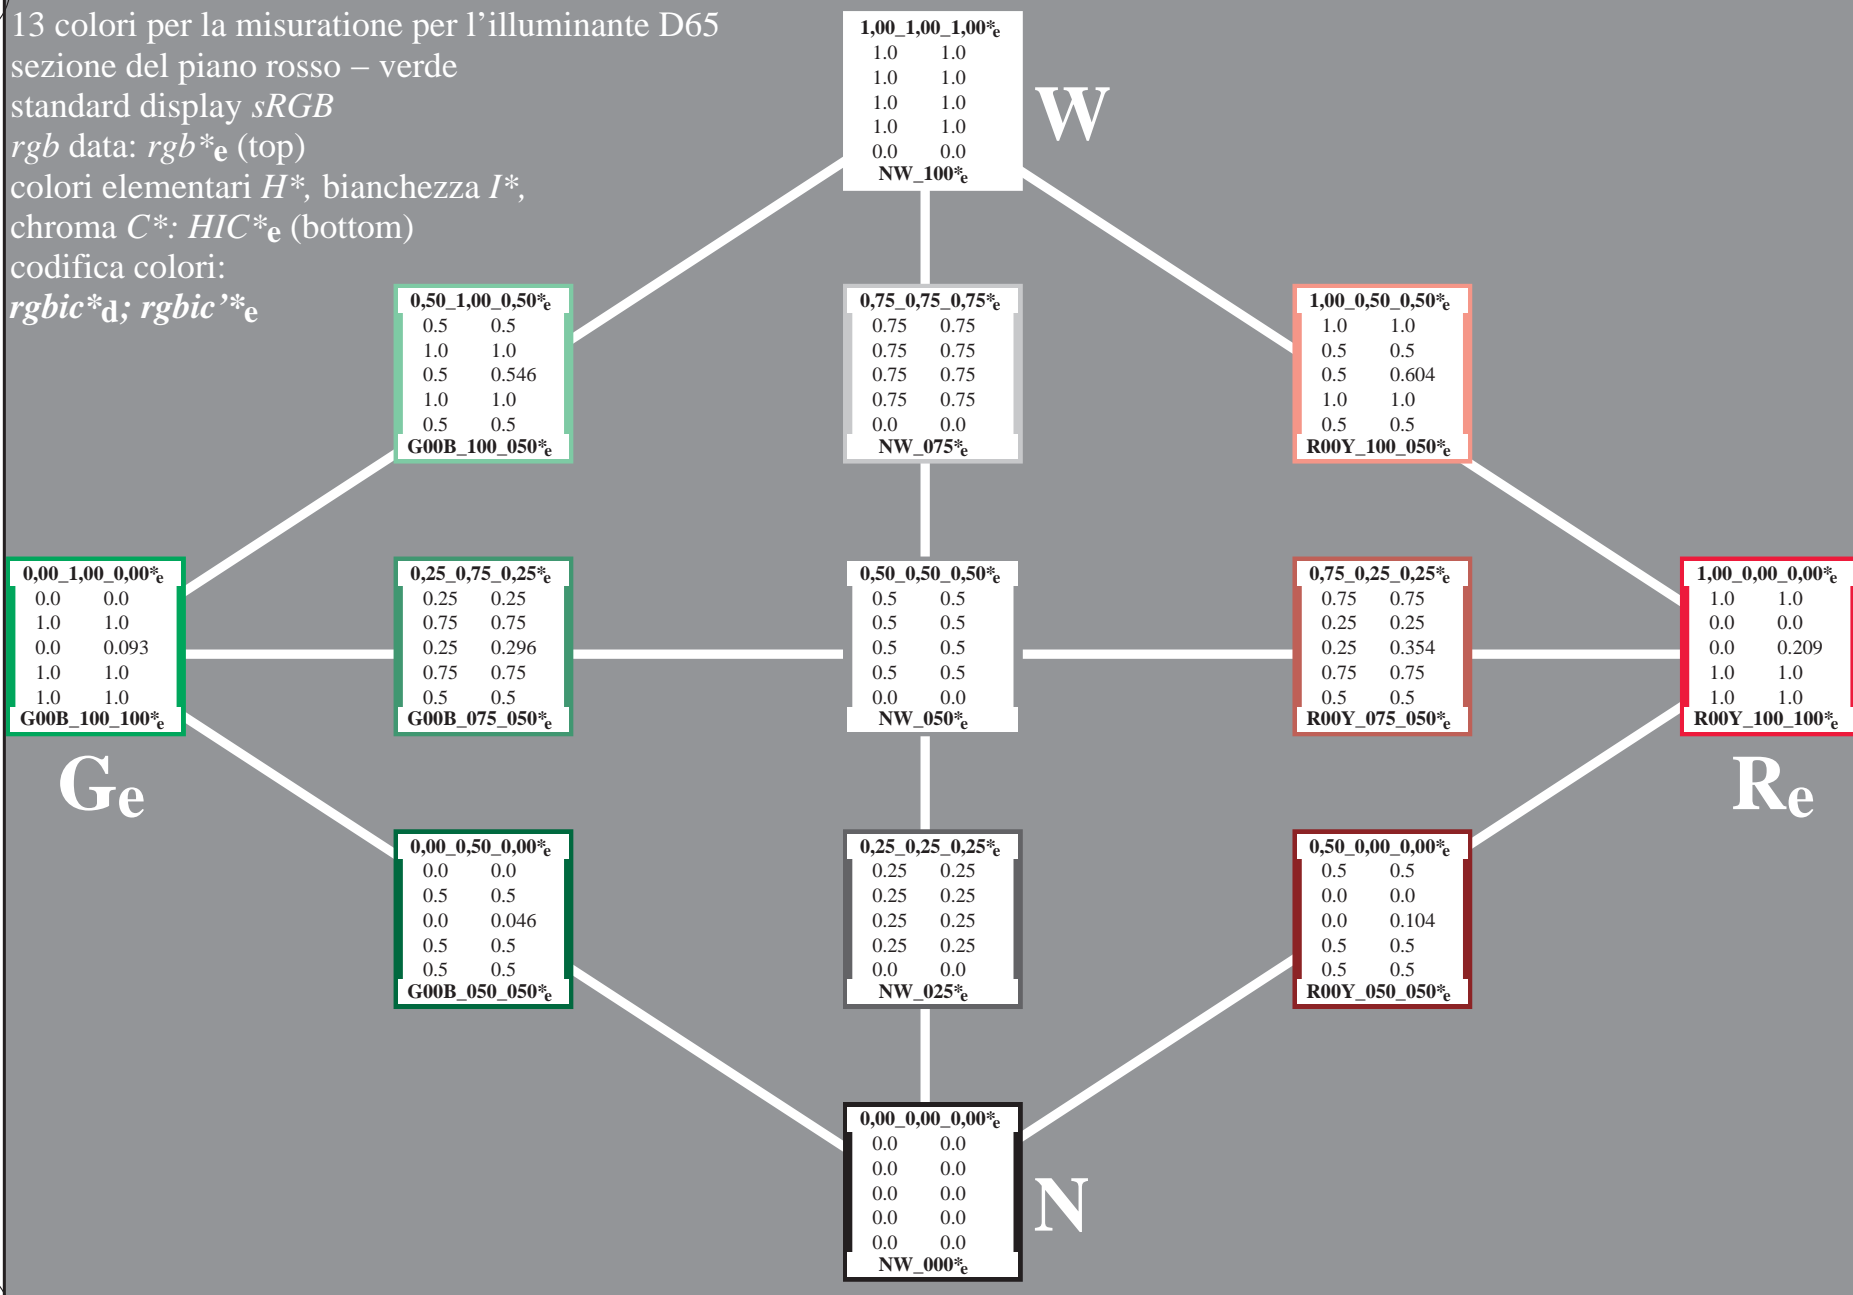 13 colori per la misuratione per l’illuminante D65
sezione del piano rosso – verde
standard display sRGB
rgb data: rgb*e (top)
colori elementari H*, bianchezza I*,
chroma C*: HIC*e (bottom)
codifica colori:
rgbic*d; rgbic’*e
1,00_1,00_1,00*e
1.0 1.0
1.0 1.0
1.0 1.0
1.0 1.0
0.0 0.0
NW_100*e
W
0,50_1,00_0,50*e
0.5 0.5
1.0 1.0
0.5 0.546
1.0 1.0
0.5 0.5
G00B_100_050*e
0,75_0,75_0,75*e
0.75 0.75
0.75 0.75
0.75 0.75
0.75 0.75
0.0 0.0
NW_075*e
1,00_0,50_0,50*e
1.0 1.0
0.5 0.5
0.5 0.604
1.0 1.0
0.5 0.5
R00Y_100_050*e
0,00_1,00_0,00*e
0.0 0.0
1.0 1.0
0.0 0.093
1.0 1.0
1.0 1.0
G00B_100_100*e
Ge
0,25_0,75_0,25*e
0.25 0.25
0.75 0.75
0.25 0.296
0.75 0.75
0.5 0.5
G00B_075_050*e
0,50_0,50_0,50*e
0.5 0.5
0.5 0.5
0.5 0.5
0.5 0.5
0.0 0.0
NW_050*e
0,75_0,25_0,25*e
0.75 0.75
0.25 0.25
0.25 0.354
0.75 0.75
0.5 0.5
R00Y_075_050*e
1,00_0,00_0,00*e
1.0 1.0
0.0 0.0
0.0 0.209
1.0 1.0
1.0 1.0
R00Y_100_100*e
Re
0,00_0,50_0,00*e
0.0 0.0
0.5 0.5
0.0 0.046
0.5 0.5
0.5 0.5
G00B_050_050*e
0,25_0,25_0,25*e
0.25 0.25
0.25 0.25
0.25 0.25
0.25 0.25
0.0 0.0
NW_025*e
0,50_0,00_0,00*e
0.5 0.5
0.0 0.0
0.0 0.104
0.5 0.5
0.5 0.5
R00Y_050_050*e
0,00_0,00_0,00*e
0.0 0.0
0.0 0.0
0.0 0.0
0.0 0.0
0.0 0.0
NW_000*e
N